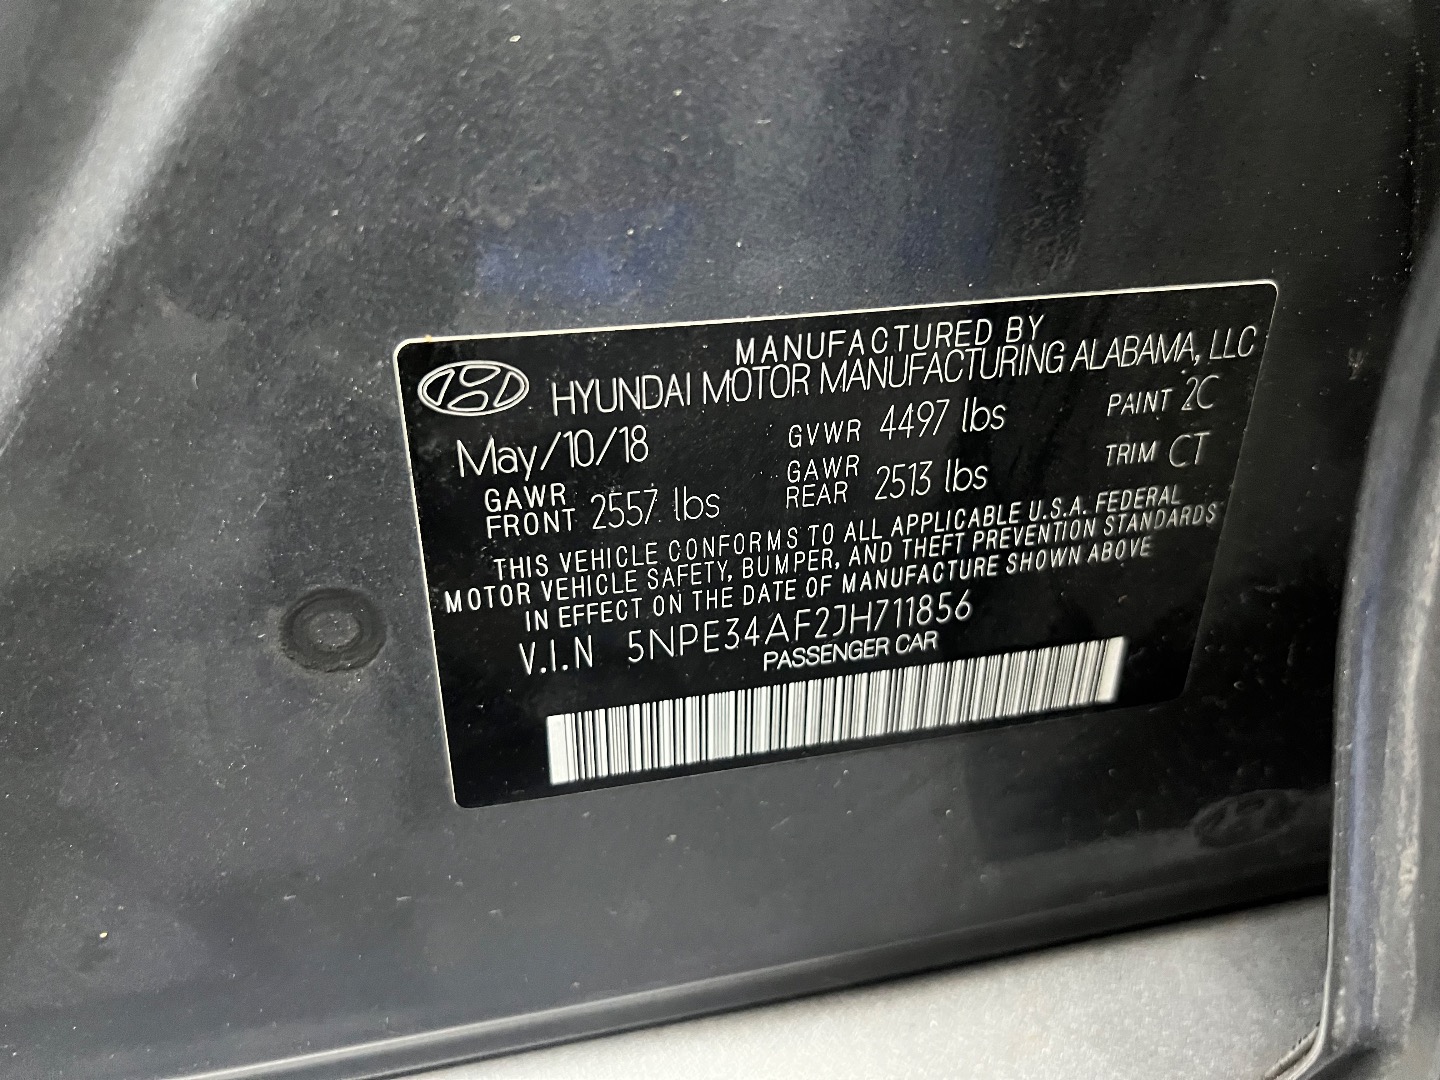 MANUFACTURED BY
HYUNDAI MOTOR MANUFACTURING ALABAMA, LLC
May/10/18 GVWR 4497 lbs PAINT 2C
GAWR FRONT 2557 lbs GAWR REAR 2513 lbs TRIM CT
THIS VEHICLE CONFORMS TO ALL APPLICABLE U.S.A. FEDERAL
MOTOR VEHICLE SAFETY, BUMPER, AND THEFT PREVENTION STANDARDS
IN EFFECT ON THE DATE OF MANUFACTURE SHOWN ABOVE
V.I.N 5NPE34AF2JH711856
PASSENGER CAR